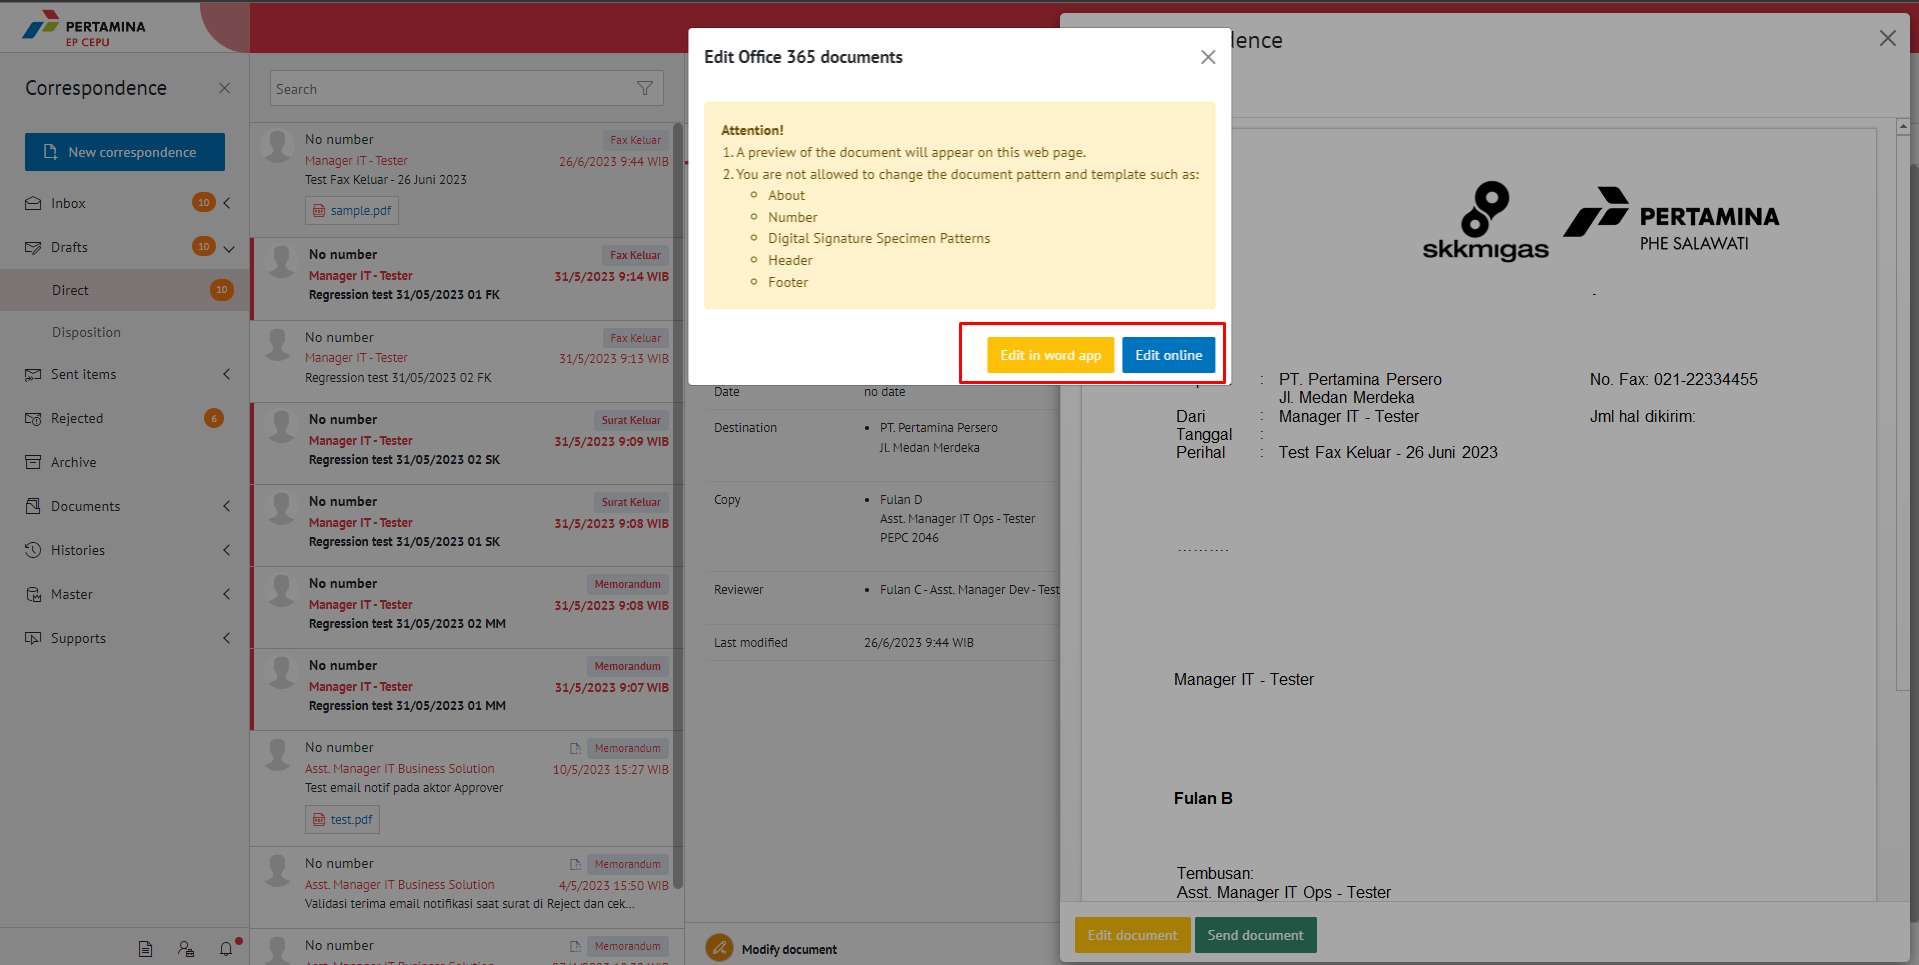 PERTAMINA
EP CEPU
Correspondence
New correspondence
Inbox 10
Drafts 10
Direct 10
Disposition
Sent items
Rejected 6
Archive
Documents
Histories
Master
Supports
Search
No number Fax Keluar
Manager IT - Tester 26/6/2023 9:44 WIB
Test Fax Keluar - 26 Juni 2023
sample.pdf
No number Fax Keluar
Manager IT - Tester 31/5/2023 9:14 WIB
Regression test 31/05/2023 01 FK
No number Fax Keluar
Manager IT - Tester 31/5/2023 9:13 WIB
Regression test 31/05/2023 02 FK
No number Surat Keluar
Manager IT - Tester 31/5/2023 9:09 WIB
Regression test 31/05/2023 02 SK
No number Surat Keluar
Manager IT - Tester 31/5/2023 9:08 WIB
Regression test 31/05/2023 01 SK
No number Memorandum
Manager IT - Tester 31/5/2023 9:08 WIB
Regression test 31/05/2023 02 MM
No number Memorandum
Manager IT - Tester 31/5/2023 9:07 WIB
Regression test 31/05/2023 01 MM
No number Memorandum
Asst. Manager IT Business Solution 10/5/2023 15:27 WIB
Test email notif pada aktor Approver
test.pdf
No number Memorandum
Asst. Manager IT Business Solution 4/5/2023 15:50 WIB
Validasi terima email notifikasi saat surat di Reject dan cek...
No number Memorandum
Edit Office 365 documents
Attention!
1. A preview of the document will appear on this web page.
2. You are not allowed to change the document pattern and template such as:
About
Number
Digital Signature Specimen Patterns
Header
Footer
Edit in word app Edit online
Date no date
Destination • PT. Pertamina Persero
Jl. Medan Merdeka
Copy • Fulan D
Asst. Manager IT Ops - Tester
PEPC 2046
Reviewer • Fulan C - Asst. Manager Dev - Test
Last modified 26/6/2023 9:44 WIB
Modify document
dence
skkmigas
PERTAMINA
PHE SALAWATI
-
: PT. Pertamina Persero No. Fax: 021-22334455
Jl. Medan Merdeka
Dari : Manager IT - Tester Jml hal dikirim:
Tanggal :
Perihal : Test Fax Keluar - 26 Juni 2023
..........
Manager IT - Tester
Fulan B
Tembusan:
Asst. Manager IT Ops - Tester
Edit document Send document